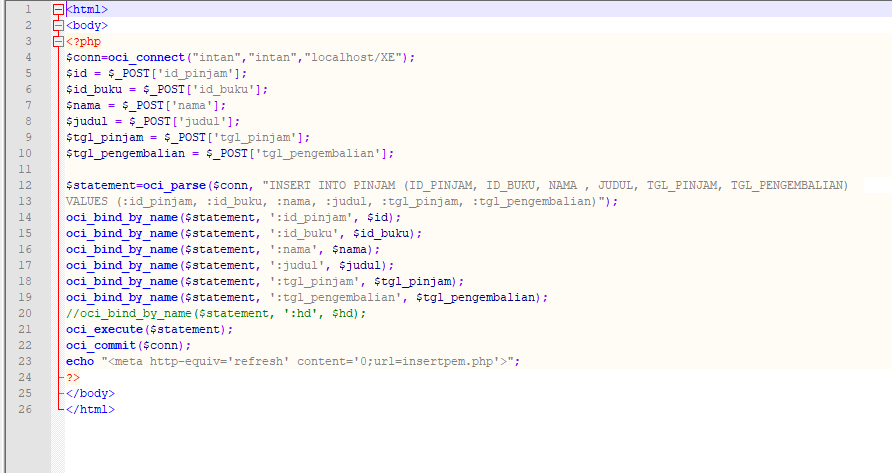 1 <html>
2 <body>
3 <?php
4 $conn=oci_connect("intan","intan","localhost/XE");
5 $id = $_POST['id_pinjam'];
6 $id_buku = $_POST['id_buku'];
7 $nama = $_POST['nama'];
8 $judul = $_POST['judul'];
9 $tgl_pinjam = $_POST['tgl_pinjam'];
10 $tgl_pengembalian = $_POST['tgl_pengembalian'];
11
12 $statement=oci_parse($conn, "INSERT INTO PINJAM (ID_PINJAM, ID_BUKU, NAMA , JUDUL, TGL_PINJAM, TGL_PENGEMBALIAN)
13 VALUES (:id_pinjam, :id_buku, :nama, :judul, :tgl_pinjam, :tgl_pengembalian)");
14 oci_bind_by_name($statement, ':id_pinjam', $id);
15 oci_bind_by_name($statement, ':id_buku', $id_buku);
16 oci_bind_by_name($statement, ':nama', $nama);
17 oci_bind_by_name($statement, ':judul', $judul);
18 oci_bind_by_name($statement, ':tgl_pinjam', $tgl_pinjam);
19 oci_bind_by_name($statement, ':tgl_pengembalian', $tgl_pengembalian);
20 //oci_bind_by_name($statement, ':hd', $hd);
21 oci_execute($statement);
22 oci_commit($conn);
23 echo "<meta http-equiv='refresh' content='0;url=insertpem.php'>";
24 ?>
25 </body>
26 </html>